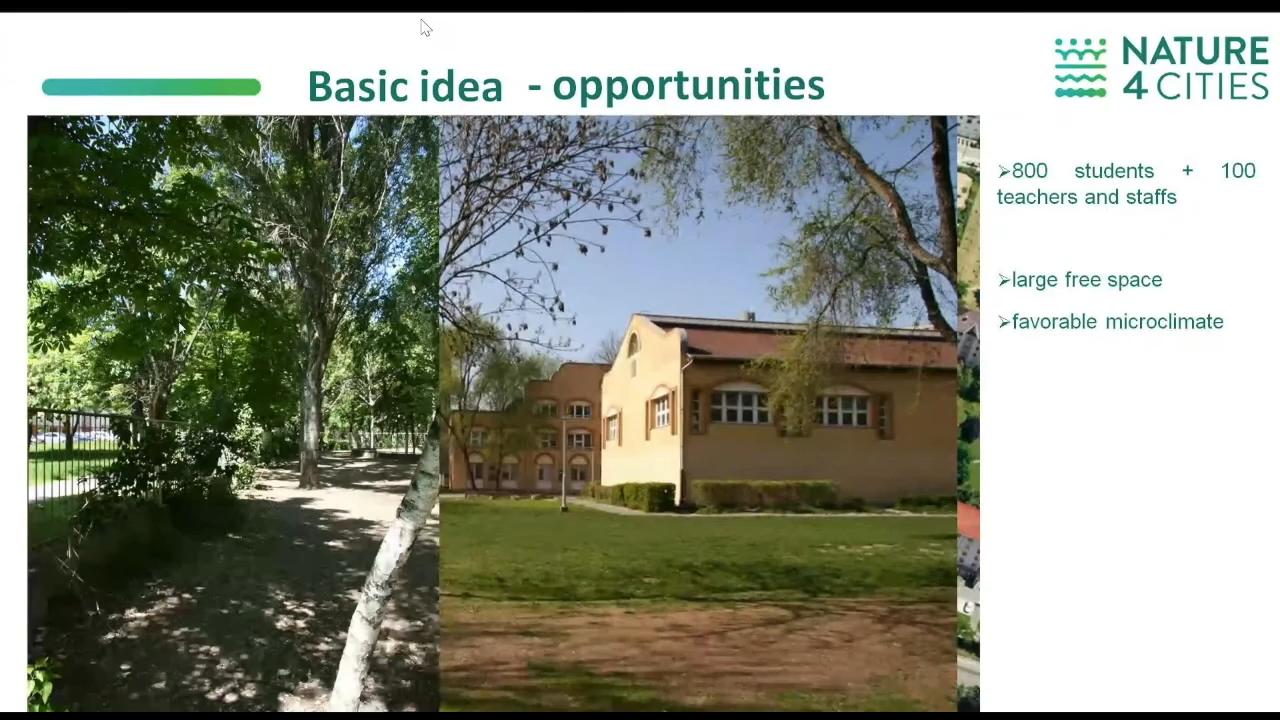 Basic idea - opportunities
NATURE
4 CITIES
➢800 students + 100
teachers and staffs
➢large free space
➢favorable microclimate